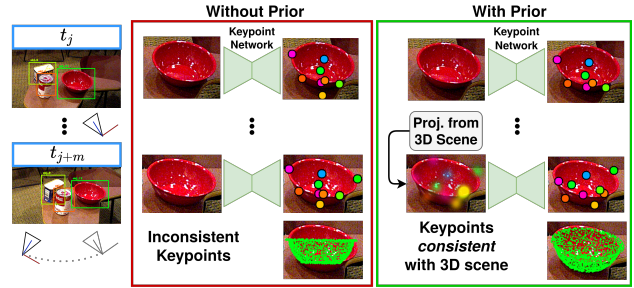 Without Prior
With Prior
t_j
Keypoint
Network
Keypoint
Network
t_{j+m}
Proj. from
3D Scene
Inconsistent
Keypoints
Keypoints
consistent
with 3D scene